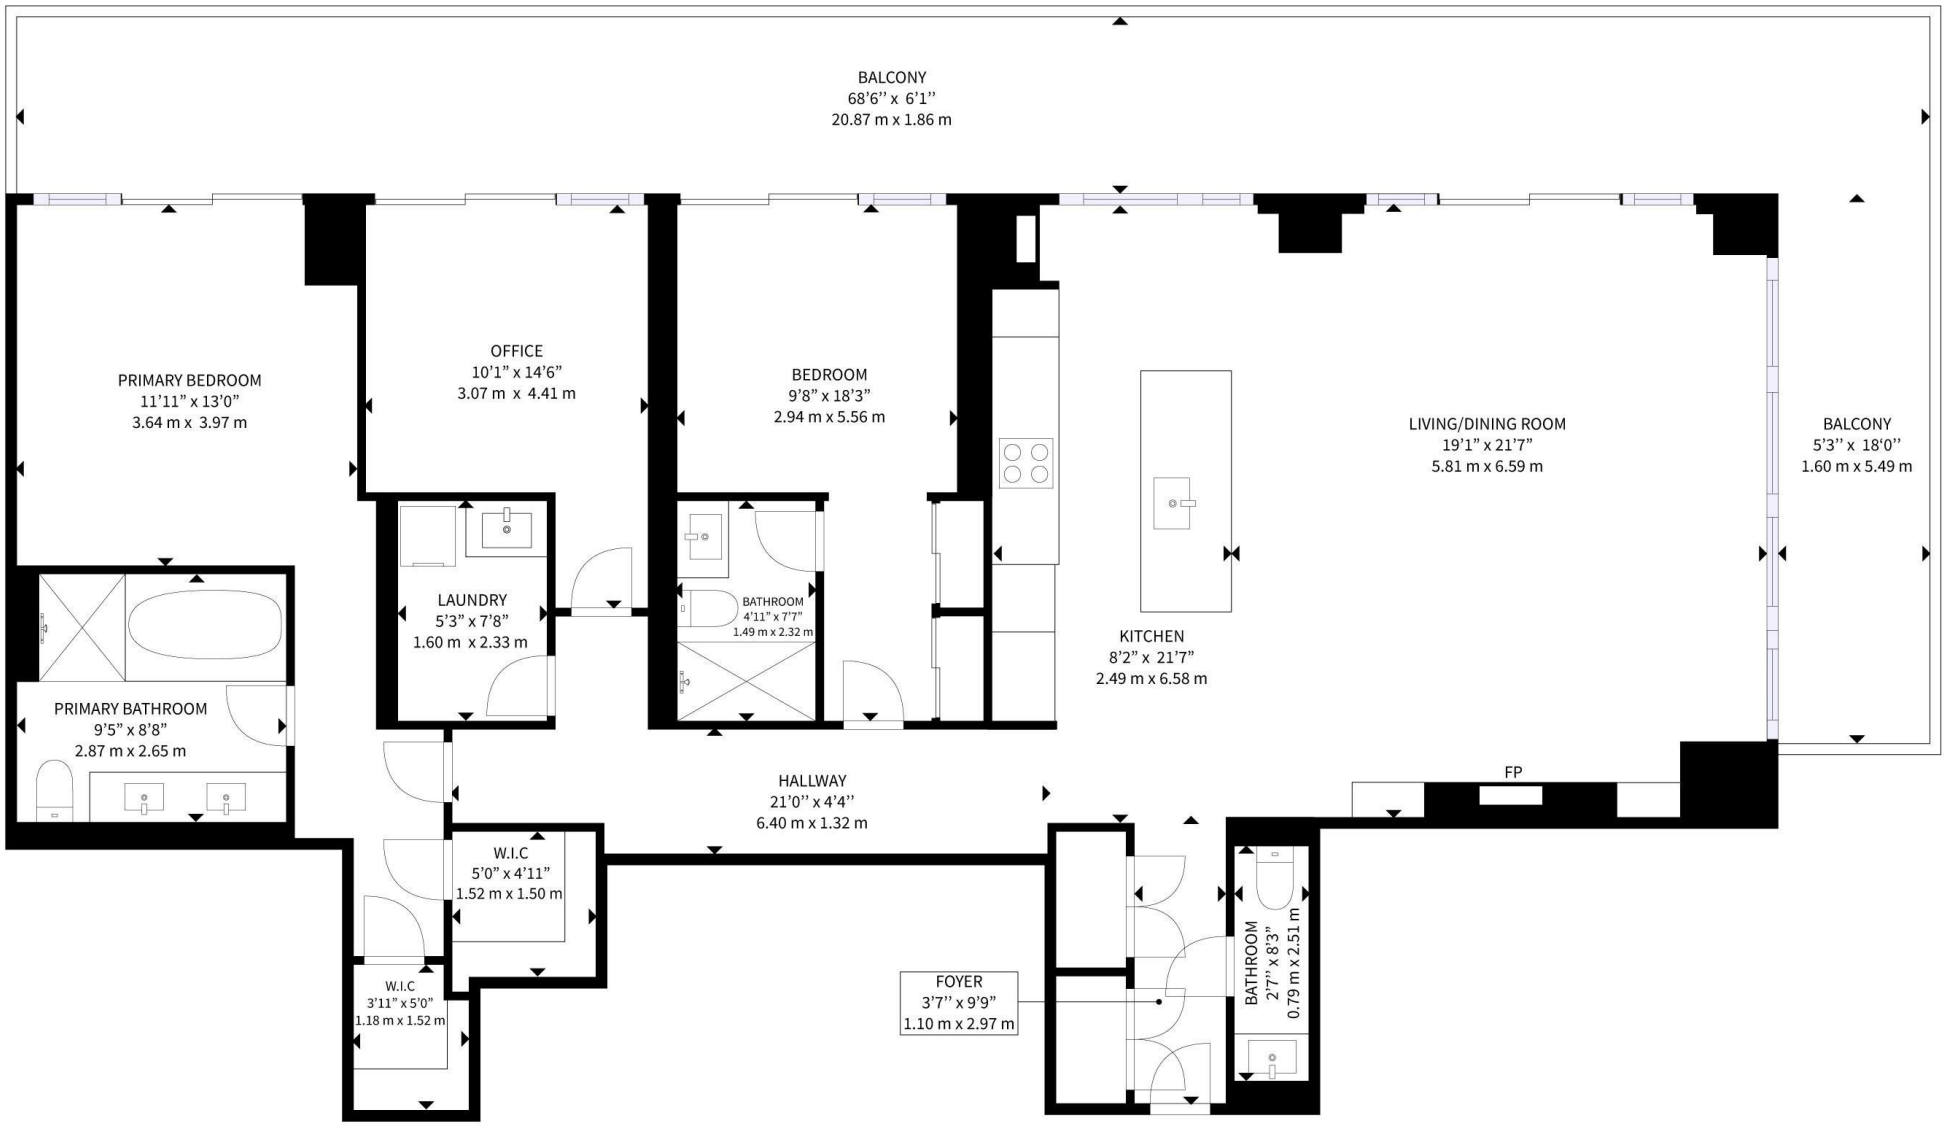 BALCONY
68’6’’ x 6’1’’
20.87 m x 1.86 m
PRIMARY BEDROOM
11’11” x 13’0”
3.64 m x 3.97 m
OFFICE
10’1” x 14’6”
3.07 m x 4.41 m
BEDROOM
9’8” x 18’3”
2.94 m x 5.56 m
LIVING/DINING ROOM
19’1” x 21’7”
5.81 m x 6.59 m
BALCONY
5’3’’ x 18‘0’’
1.60 m x 5.49 m
LAUNDRY
5’3” x 7’8”
1.60 m x 2.33 m
BATHROOM
4’11” x 7’7”
1.49 m x 2.32 m
KITCHEN
8’2” x 21’7”
2.49 m x 6.58 m
PRIMARY BATHROOM
9’5” x 8’8”
2.87 m x 2.65 m
HALLWAY
21’0’’ x 4’4’’
6.40 m x 1.32 m
FP
W.I.C
5’0” x 4’11”
1.52 m x 1.50 m
W.I.C
3’11” x 5’0”
1.18 m x 1.52 m
FOYER
3’7’’ x 9’9”
1.10 m x 2.97 m
BATHROOM
2’7” x 8’3”
0.79 m x 2.51 m